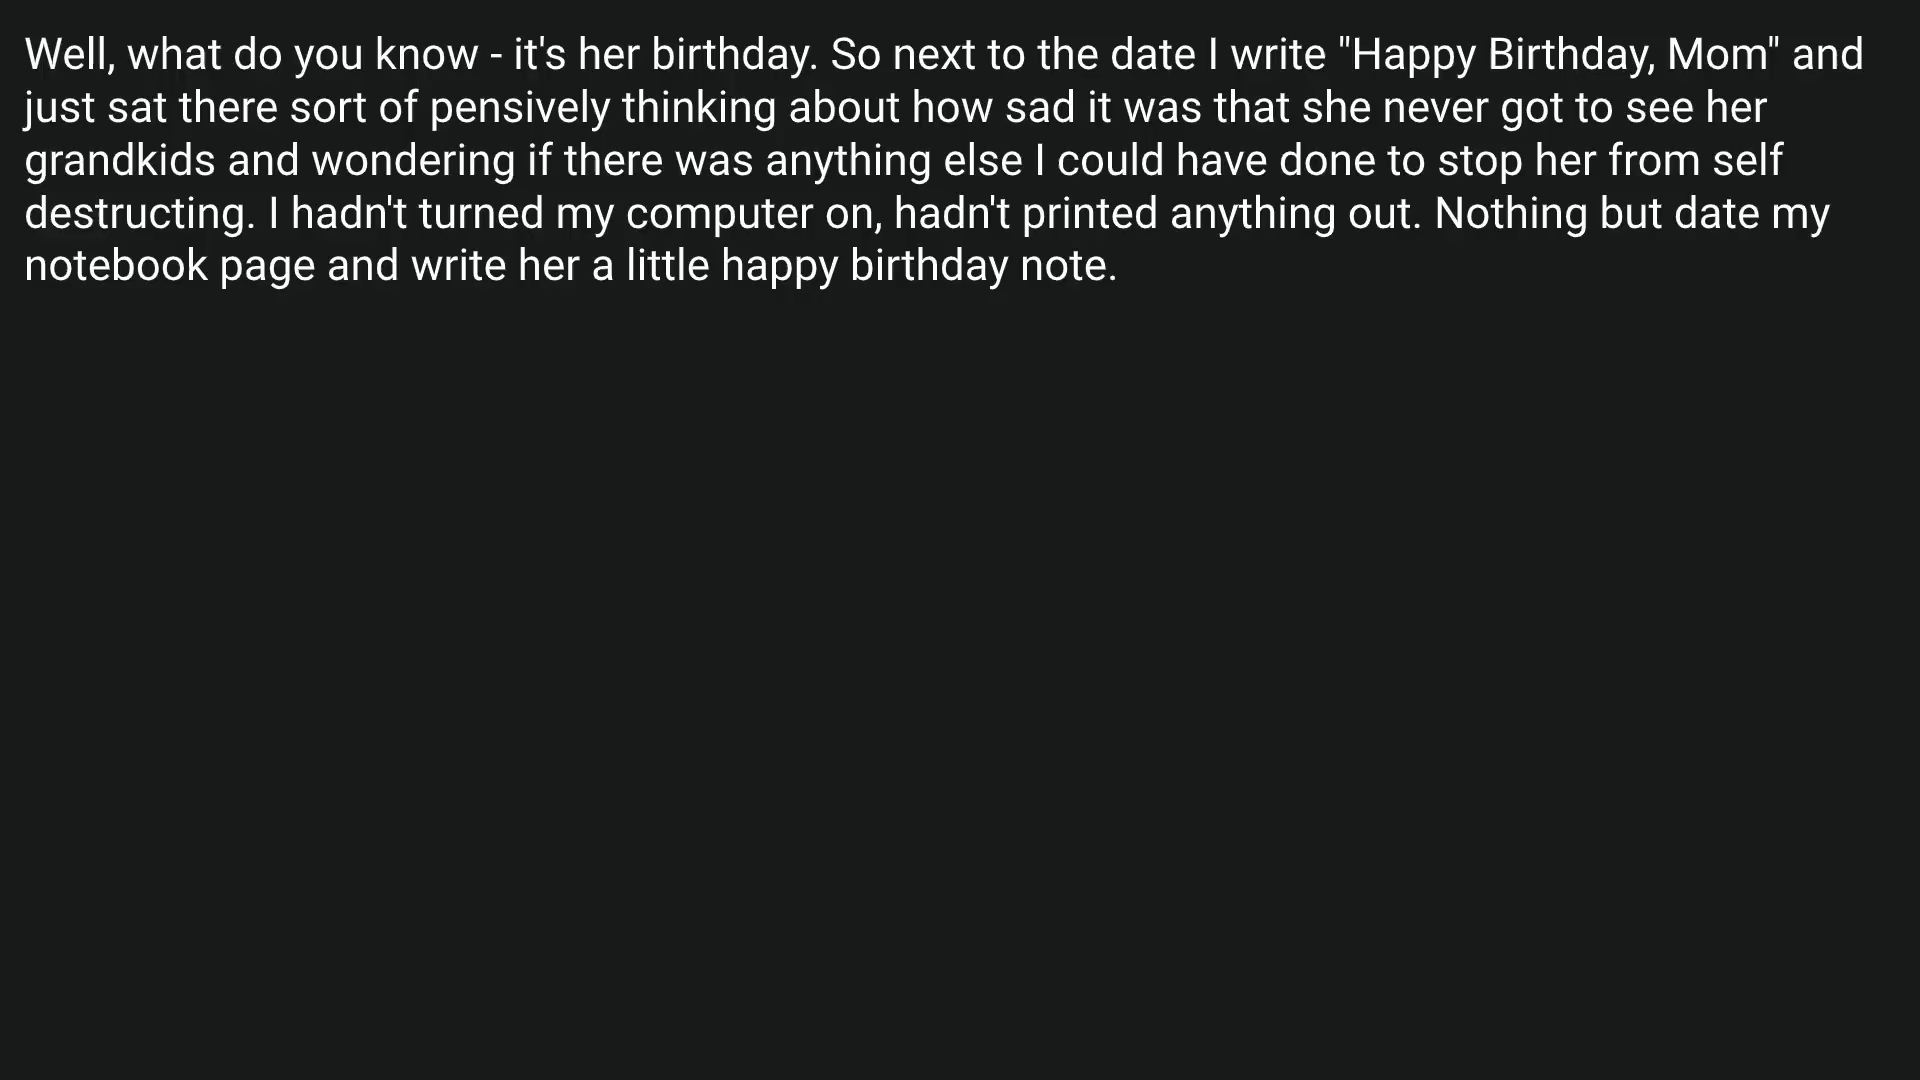 Well, what do you know - it's her birthday. So next to the date I write "Happy Birthday, Mom" and
just sat there sort of pensively thinking about how sad it was that she never got to see her
grandkids and wondering if there was anything else I could have done to stop her from self
destructing. I hadn't turned my computer on, hadn't printed anything out. Nothing but date my
notebook page and write her a little happy birthday note.